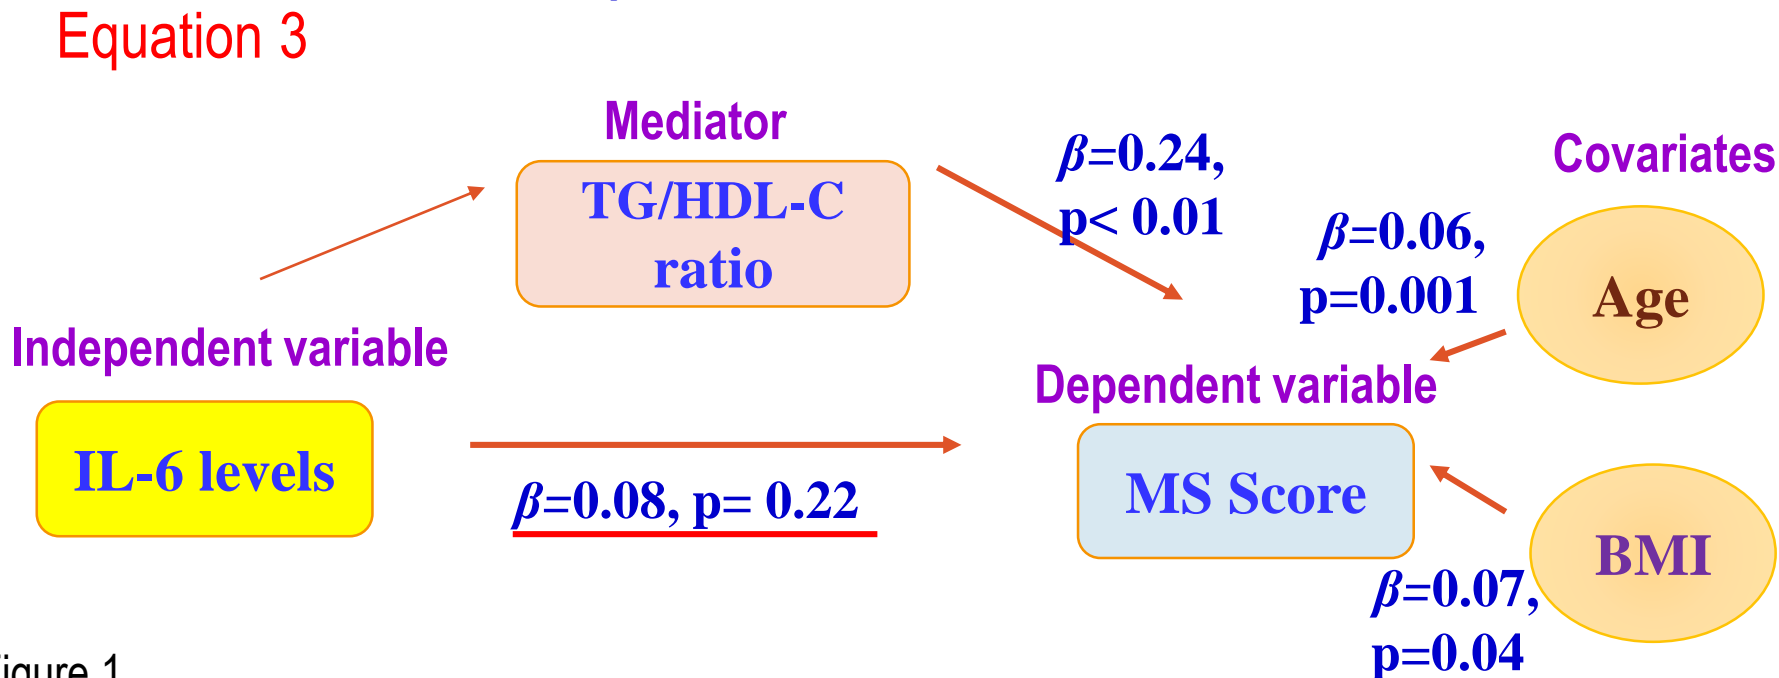 Equation 3
Mediator
TG/HDL-C
ratio
β=0.24,
p< 0.01
Covariates
β=0.06,
p=0.001
Age
Independent variable
IL-6 levels
β=0.08, p= 0.22
Dependent variable
MS Score
BMI
β=0.07,
p=0.04